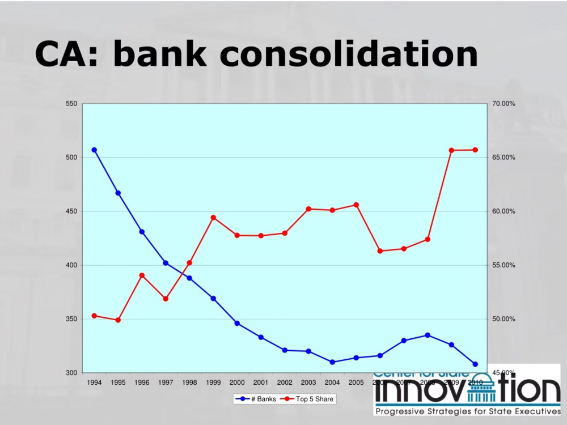 CA: bank consolidation
550
500
450
400
350
300
70.00%
65.00%
60.00%
55.00%
50.00%
1994 1995 1996 1997 1998 1999 2000 2001 2002 2003 2004 2005
# Banks Top 5 Share
Center for State
innovation
Progressive Strategies for State Executives